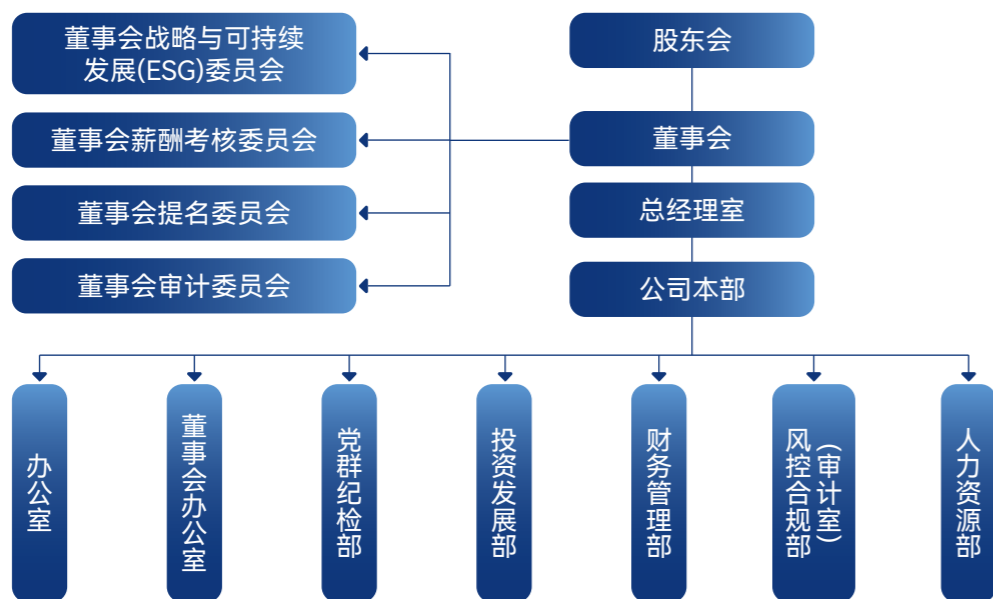 董事会战略与可持续
发展(ESG)委员会
董事会薪酬考核委员会
董事会提名委员会
董事会审计委员会
股东会
董事会
总经理室
公司本部
办公室
董事会办公室
党群纪检部
投资发展部
财务管理部
风控合规部
(审计室)
人力资源部